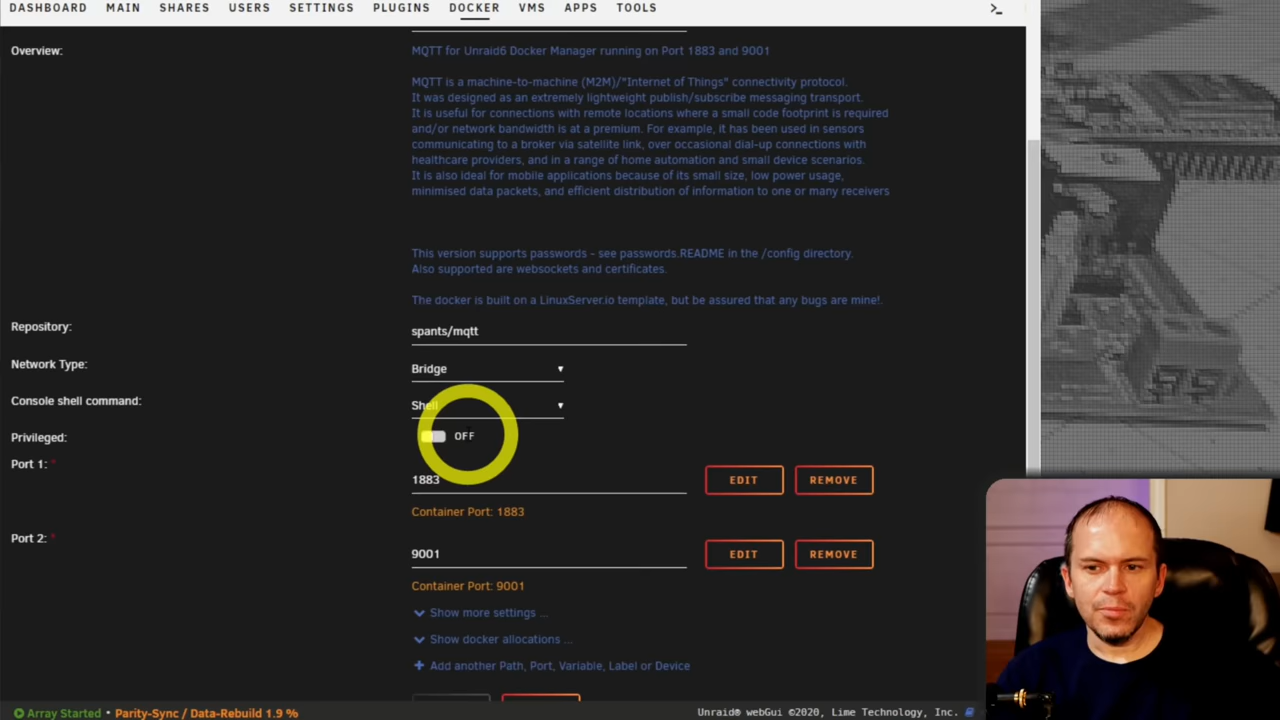 DASHBOARD MAIN SHARES USERS SETTINGS PLUGINS DOCKER VMS APPS TOOLS >_
Overview:
MQTT for Unraid6 Docker Manager running on Port 1883 and 9001
MQTT is a machine-to-machine (M2M)/"Internet of Things" connectivity protocol.
It was designed as an extremely lightweight publish/subscribe messaging transport.
It is useful for connections with remote locations where a small code footprint is required
and/or network bandwidth is at a premium. For example, it has been used in sensors
communicating to a broker via satellite link, over occasional dial-up connections with
healthcare providers, and in a range of home automation and small device scenarios.
It is also ideal for mobile applications because of its small size, low power usage,
minimised data packets, and efficient distribution of information to one or many receivers
This version supports passwords - see passwords.README in the /config directory.
Also supported are websockets and certificates.
The docker is built on a LinuxServer.io template, but be assured that any bugs are mine!.
Repository:
spants/mqtt
Network Type:
Bridge
Console shell command:
Shell
Privileged:
OFF
Port 1: *
1883 EDIT REMOVE
Container Port: 1883
Port 2: *
9001 EDIT REMOVE
Container Port: 9001
Show more settings ...
Show docker allocations ...
+ Add another Path, Port, Variable, Label or Device
Array Started • Parity-Sync / Data-Rebuild 1.9 %
Unraid® webGui ©2020, Lime Technology, Inc.